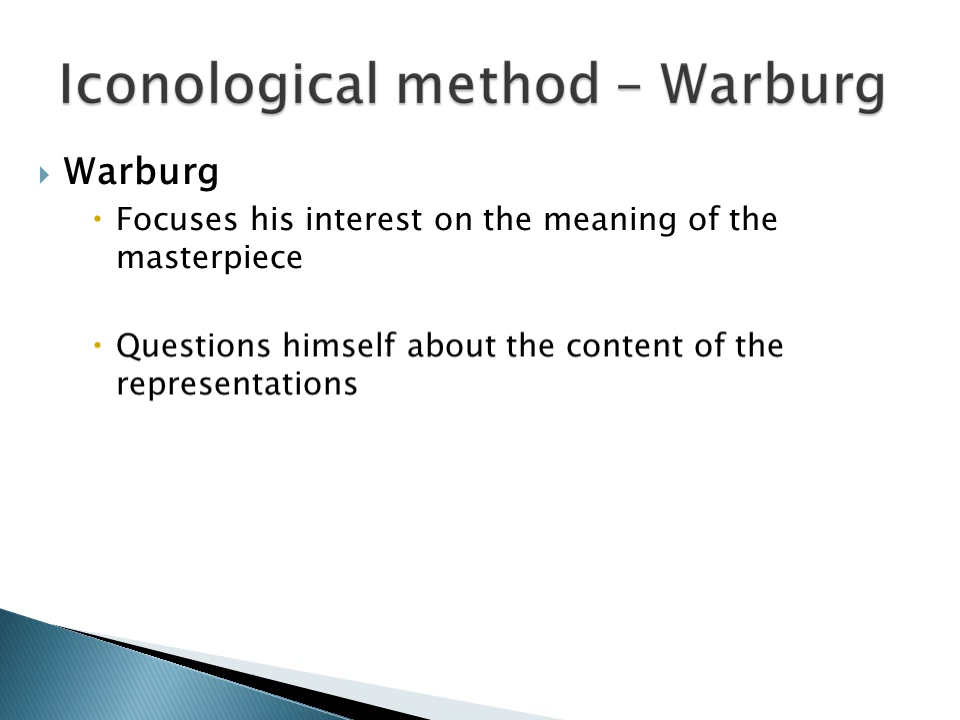 Iconological method – Warburg
Warburg
Focuses his interest on the meaning of the
masterpiece
Questions himself about the content of the
representations